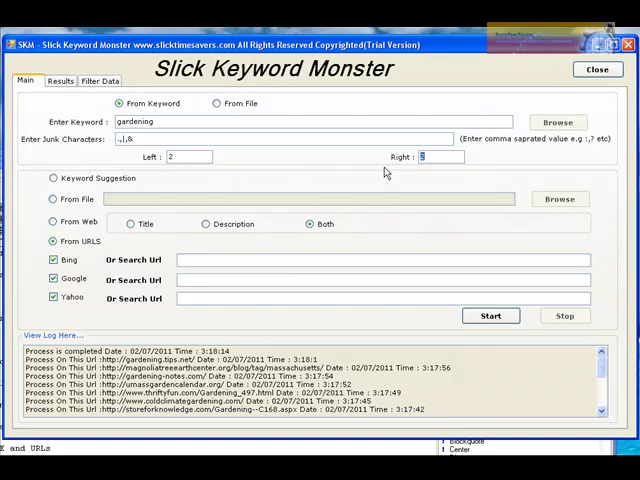 SKM - Slick Keyword Monster www.slicktimesavers.com All Rights Reserved Copyrighted(Trial Version)
Slick Keyword Monster
Close
Main Results Filter Data
From Keyword From File
Enter Keyword : gardening Browse
Enter Junk Characters: .,|,& (Enter comma saprated value e.g :,? etc)
Left : 2 Right : 2
Keyword Suggestion
From File Browse
From Web Title Description Both
From URLS
Bing Or Search Url
Google Or Search Url
Yahoo Or Search Url
Start Stop
View Log Here...
Process is completed Date : 02/07/2011 Time : 3:18:14
Process On This Url :http://gardening.tips.net/ Date : 02/07/2011 Time : 3:18:1
Process On This Url :http://magnoliatreeearthcenter.org/blog/tag/massachusetts/ Date : 02/07/2011 Time : 3:17:56
Process On This Url :http://gardening-notes.com/ Date : 02/07/2011 Time : 3:17:54
Process On This Url :http://umassgardencalendar.org/ Date : 02/07/2011 Time : 3:17:52
Process On This Url :http://www.thriftyfun.com/Gardening_497.html Date : 02/07/2011 Time : 3:17:49
Process On This Url :http://www.coldclimategardening.com/ Date : 02/07/2011 Time : 3:17:45
Process On This Url :http://storeforknowledge.com/Gardening--C168.aspx Date : 02/07/2011 Time : 3:17:42
Blockquote
E and URLs Center